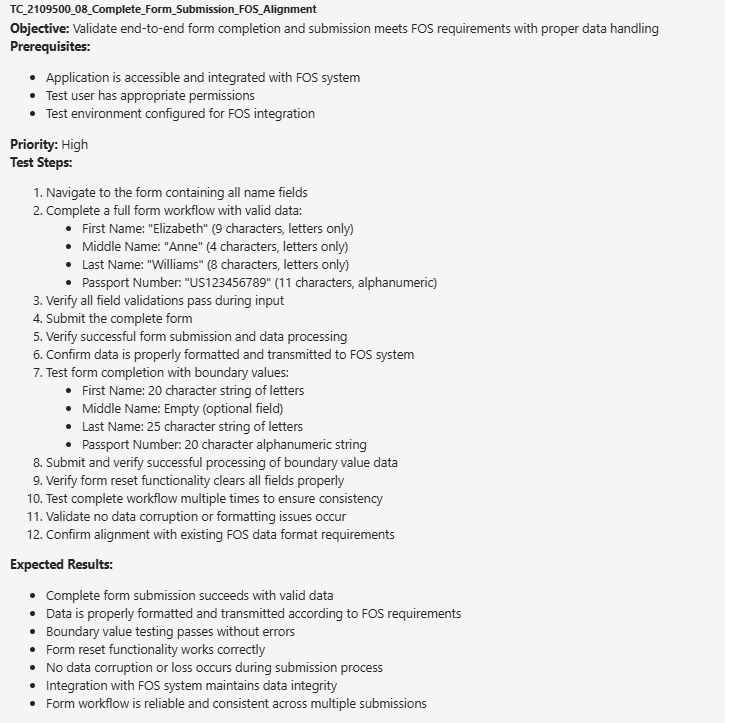 TC_2109500_08_Complete_Form_Submission_FOS_Alignment
Objective: Validate end-to-end form completion and submission meets FOS requirements with proper data handling
Prerequisites:
• Application is accessible and integrated with FOS system
• Test user has appropriate permissions
• Test environment configured for FOS integration
Priority: High
Test Steps:
1. Navigate to the form containing all name fields
2. Complete a full form workflow with valid data:
• First Name: "Elizabeth" (9 characters, letters only)
• Middle Name: "Anne" (4 characters, letters only)
• Last Name: "Williams" (8 characters, letters only)
• Passport Number: "US123456789" (11 characters, alphanumeric)
3. Verify all field validations pass during input
4. Submit the complete form
5. Verify successful form submission and data processing
6. Confirm data is properly formatted and transmitted to FOS system
7. Test form completion with boundary values:
• First Name: 20 character string of letters
• Middle Name: Empty (optional field)
• Last Name: 25 character string of letters
• Passport Number: 20 character alphanumeric string
8. Submit and verify successful processing of boundary value data
9. Verify form reset functionality clears all fields properly
10. Test complete workflow multiple times to ensure consistency
11. Validate no data corruption or formatting issues occur
12. Confirm alignment with existing FOS data format requirements
Expected Results:
• Complete form submission succeeds with valid data
• Data is properly formatted and transmitted according to FOS requirements
• Boundary value testing passes without errors
• Form reset functionality works correctly
• No data corruption or loss occurs during submission process
• Integration with FOS system maintains data integrity
• Form workflow is reliable and consistent across multiple submissions